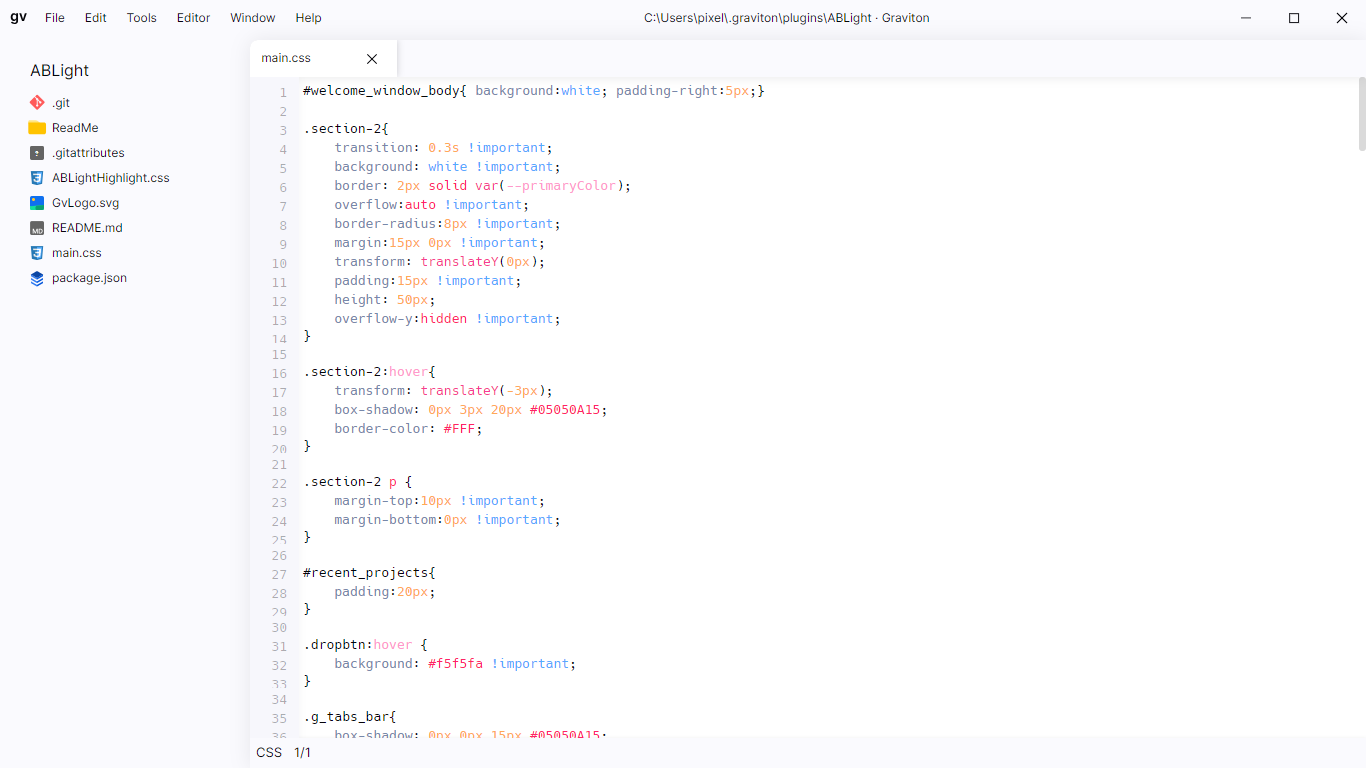 gv File Edit Tools Editor Window Help C:\Users\pixel\.graviton\plugins\ABLight · Graviton
ABLight
.git
ReadMe
.gitattributes
ABLightHighlight.css
GvLogo.svg
MD README.md
main.css
package.json
main.css
1 #welcome_window_body{ background:white; padding-right:5px;}
2
3 .section-2{
4 transition: 0.3s !important;
5 background: white !important;
6 border: 2px solid var(--primaryColor);
7 overflow:auto !important;
8 border-radius:8px !important;
9 margin:15px 0px !important;
10 transform: translateY(0px);
11 padding:15px !important;
12 height: 50px;
13 overflow-y:hidden !important;
14 }
15
16 .section-2:hover{
17 transform: translateY(-3px);
18 box-shadow: 0px 3px 20px #05050A15;
19 border-color: #FFF;
20 }
21
22 .section-2 p {
23 margin-top:10px !important;
24 margin-bottom:0px !important;
25 }
26
27 #recent_projects{
28 padding:20px;
29 }
30
31 .dropbtn:hover {
32 background: #f5f5fa !important;
33 }
34
35 .g_tabs_bar{
36 box-shadow: 0px 0px 15px #05050A15;
CSS 1/1